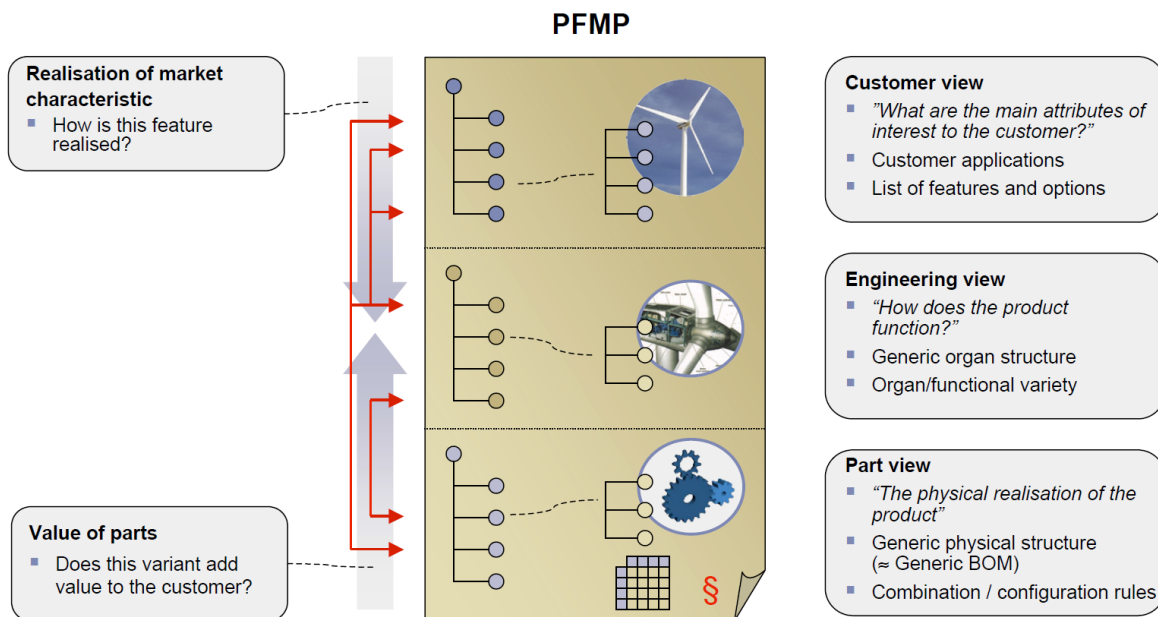 PFMP
Realisation of market
characteristic
How is this feature
realised?
Value of parts
Does this variant add
value to the customer?
§
Customer view
”What are the main attributes of
interest to the customer?”
Customer applications
List of features and options
Engineering view
“How does the product
function?”
Generic organ structure
Organ/functional variety
Part view
“The physical realisation of the
product”
Generic physical structure
(≈ Generic BOM)
Combination / configuration rules